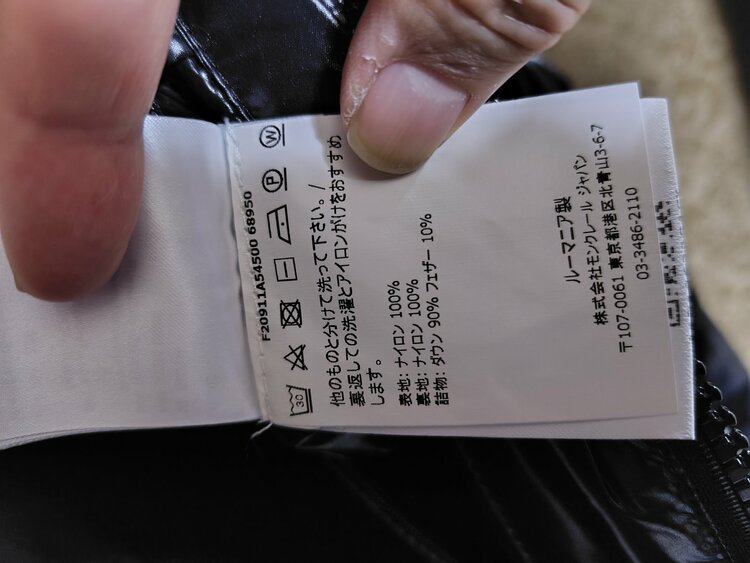 F20911A54500 68950
30 P W
他のものと分けて洗って下さい。/
裏返しての洗濯とアイロンがけをおすすめ
します。
表地: ナイロン 100%
裏地: ナイロン 100%
詰物: ダウン 90% フェザー 10%
ルーマニア製
株式会社モンクレール ジャパン
〒107-0061 東京都港区北青山3-6-7
03-3486-2110